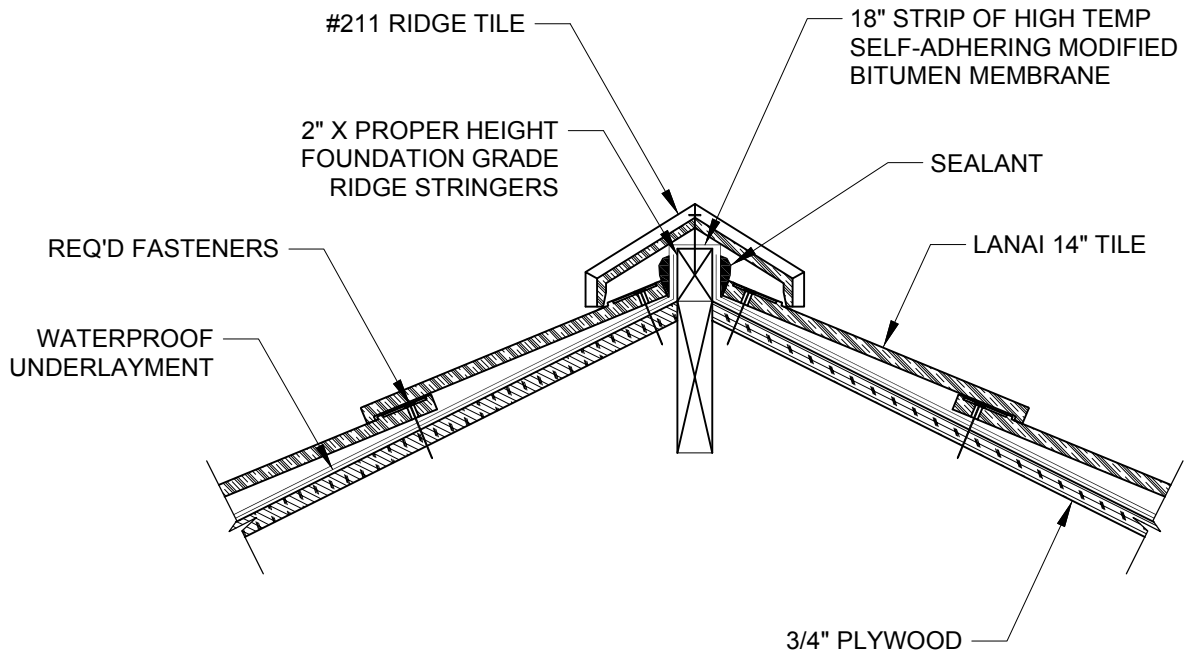 #211 RIDGE TILE
18" STRIP OF HIGH TEMP
SELF-ADHERING MODIFIED
BITUMEN MEMBRANE
2" X PROPER HEIGHT
FOUNDATION GRADE
RIDGE STRINGERS
SEALANT
REQ'D FASTENERS
LANAI 14" TILE
WATERPROOF
UNDERLAYMENT
3/4" PLYWOOD